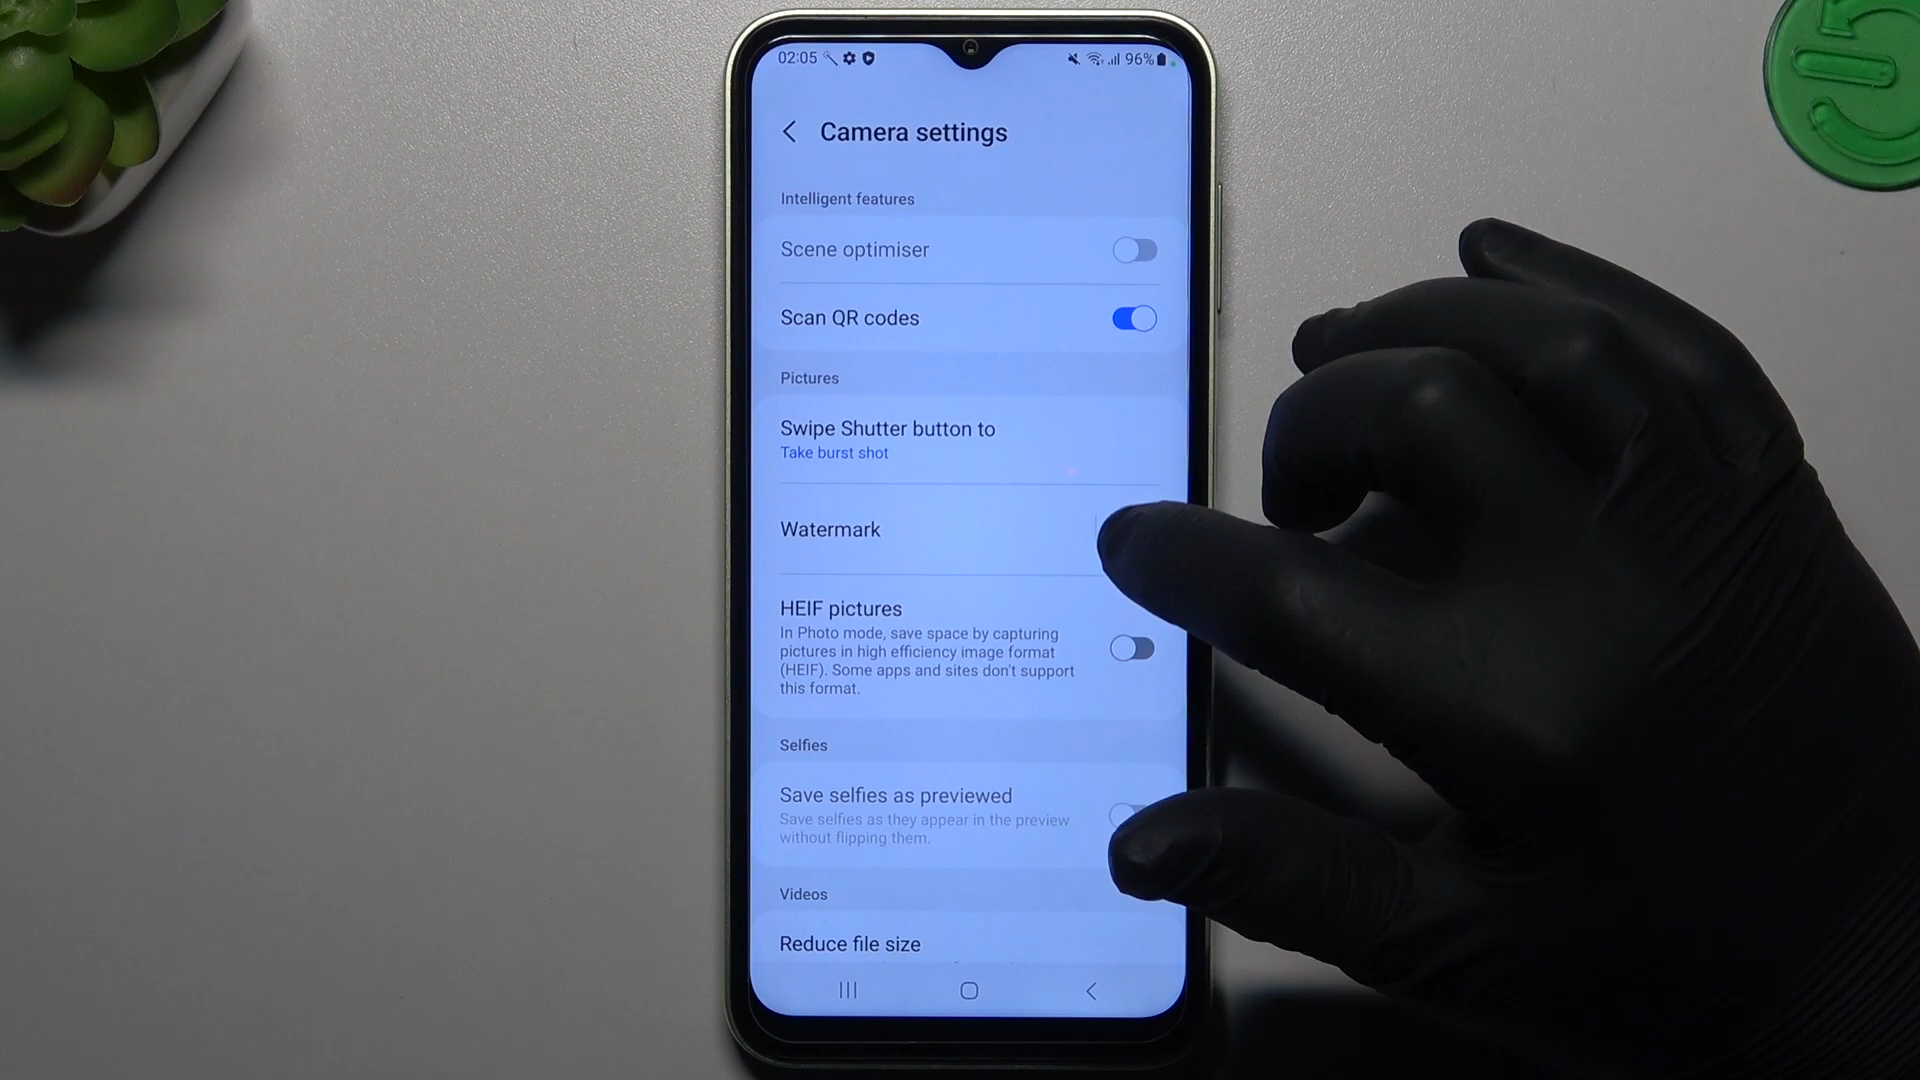 02:05 96%
Camera settings
Intelligent features
Scene optimiser
Scan QR codes
Pictures
Swipe Shutter button to
Take burst shot
Watermark
HEIF pictures
In Photo mode, save space by capturing
pictures in high efficiency image format
(HEIF). Some apps and sites don't support
this format.
Selfies
Save selfies as previewed
Save selfies as they appear in the preview
without flipping them.
Videos
Reduce file size